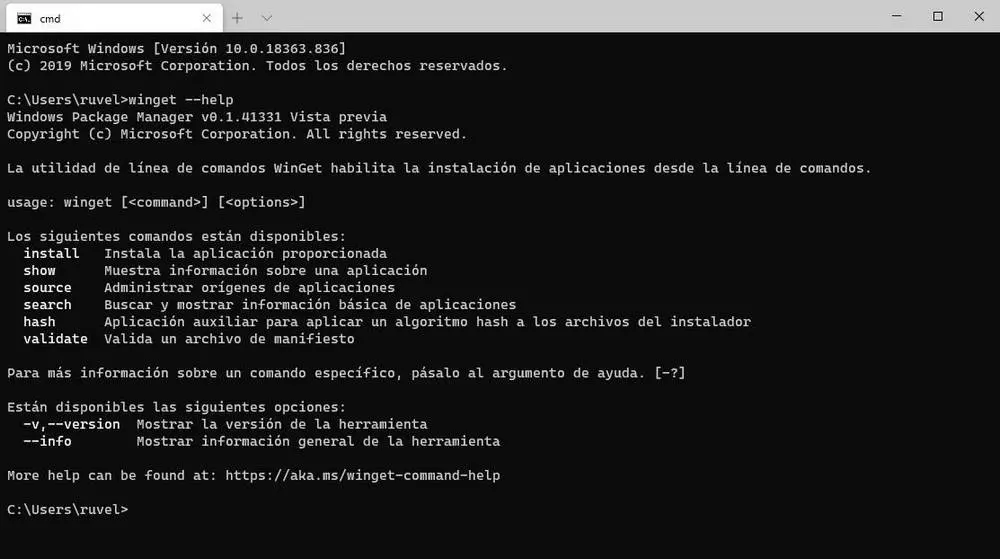 cmd
Microsoft Windows [Versión 10.0.18363.836]
(c) 2019 Microsoft Corporation. Todos los derechos reservados.
C:\Users\ruvel>winget --help
Windows Package Manager v0.1.41331 Vista previa
Copyright (c) Microsoft Corporation. All rights reserved.
La utilidad de línea de comandos WinGet habilita la instalación de aplicaciones desde la línea de comandos.
usage: winget [<command>] [<options>]
Los siguientes comandos están disponibles:
install Instala la aplicación proporcionada
show Muestra información sobre una aplicación
source Administrar orígenes de aplicaciones
search Buscar y mostrar información básica de aplicaciones
hash Aplicación auxiliar para aplicar un algoritmo hash a los archivos del instalador
validate Valida un archivo de manifiesto
Para más información sobre un comando específico, pásalo al argumento de ayuda. [-?]
Están disponibles las siguientes opciones:
-v,--version Mostrar la versión de la herramienta
--info Mostrar información general de la herramienta
More help can be found at: https://aka.ms/winget-command-help
C:\Users\ruvel>